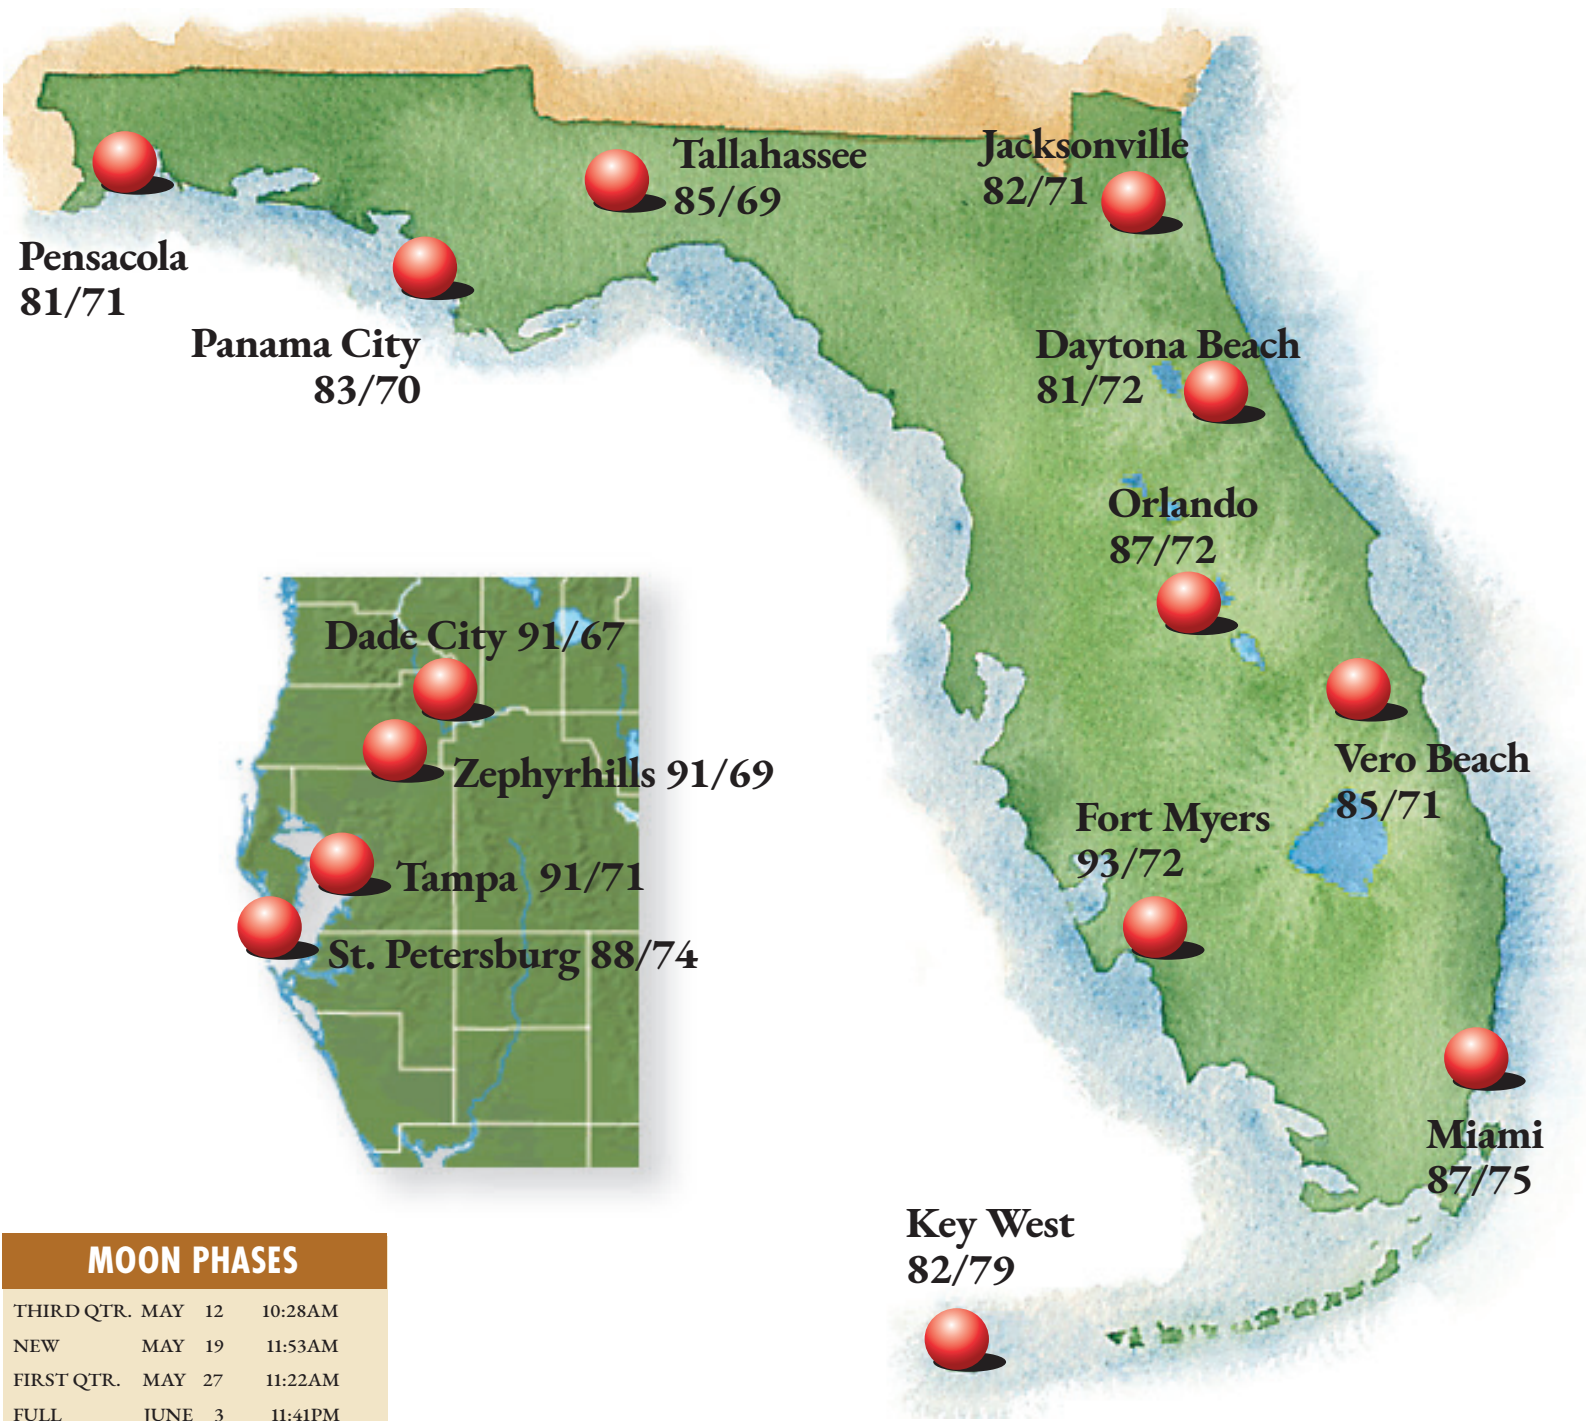 Tallahassee
85/69
Jacksonville
82/71
Pensacola
81/71
Panama City
83/70
Daytona Beach
81/72
Orlando
87/72
Dade City 91/67
Zephyrhills 91/69
Tampa 91/71
St. Petersburg 88/74
Vero Beach
85/71
Fort Myers
93/72
Miami
87/75
Key West
82/79
MOON PHASES
THIRD QTR. MAY 12 10:28AM
NEW MAY 19 11:53AM
FIRST QTR. MAY 27 11:22AM
FULL JUNE 3 11:41PM